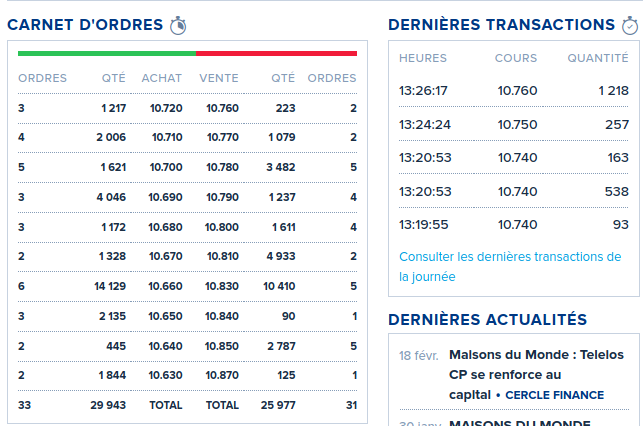 CARNET D'ORDRES
ORDRES QTÉ ACHAT VENTE QTÉ ORDRES
3 1 217 10.720 10.760 223 2
4 2 006 10.710 10.770 1 079 2
5 1 621 10.700 10.780 3 482 5
3 4 046 10.690 10.790 1 237 4
3 1 172 10.680 10.800 1 611 4
2 1 328 10.670 10.810 4 933 2
6 14 129 10.660 10.830 10 410 5
3 2 135 10.650 10.840 90 1
2 445 10.640 10.850 2 787 5
2 1 844 10.630 10.870 125 1
33 29 943 TOTAL TOTAL 25 977 31
DERNIÈRES TRANSACTIONS
HEURES COURS QUANTITÉ
13:26:17 10.760 1 218
13:24:24 10.750 257
13:20:53 10.740 163
13:20:53 10.740 538
13:19:55 10.740 93
Consulter les dernières transactions de
la journée
DERNIÈRES ACTUALITÉS
18 févr. Maisons du Monde : Telelos
CP se renforce au
capital • CERCLE FINANCE
30 janv. MAISONS DU MONDE